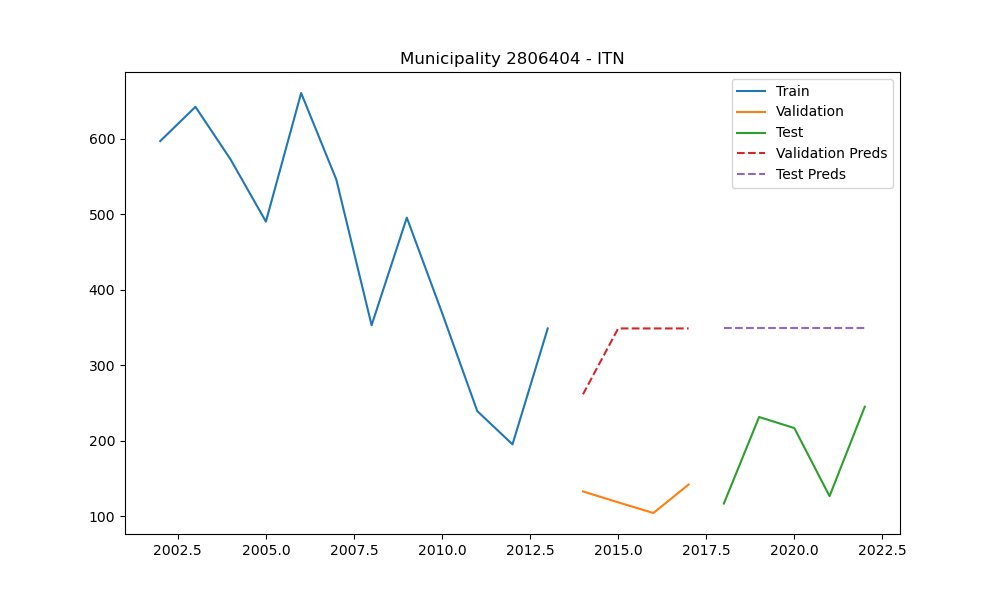 Municipality 2806404 - ITN
Train
Validation
Test
Validation Preds
Test Preds
600
500
400
300
200
100
2002.5 2005.0 2007.5 2010.0 2012.5 2015.0 2017.5 2020.0 2022.5